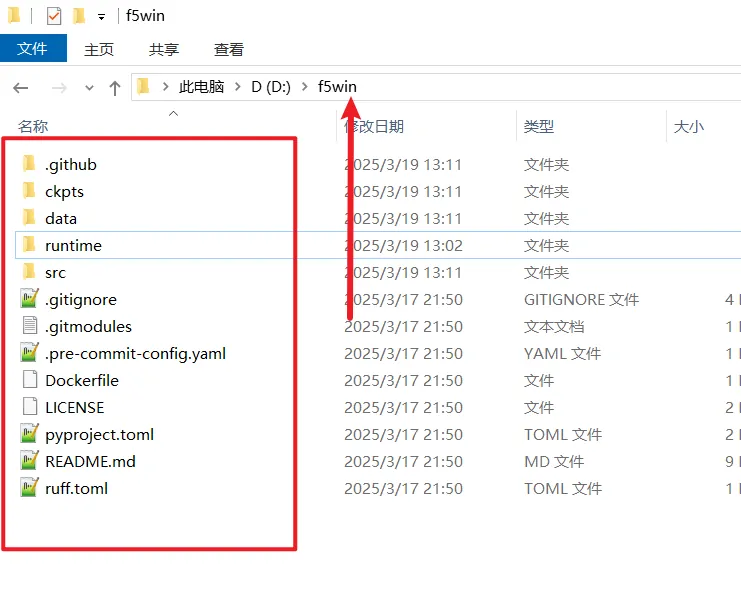 f5win
文件 主页 共享 查看
此电脑 D (D:) f5win
名称 修改日期 类型 大小
.github 2025/3/19 13:11 文件夹
ckpts 2025/3/19 13:11 文件夹
data 2025/3/19 13:11 文件夹
runtime 2025/3/19 13:02 文件夹
src 2025/3/19 13:11 文件夹
.gitignore 2025/3/17 21:50 GITIGNORE 文件 4
.gitmodules 2025/3/17 21:50 文本文档 1
.pre-commit-config.yaml 2025/3/17 21:50 YAML 文件 1
Dockerfile 2025/3/17 21:50 文件 1
LICENSE 2025/3/17 21:50 文件 2
pyproject.toml 2025/3/17 21:50 TOML 文件 2
README.md 2025/3/17 21:50 MD 文件 9
ruff.toml 2025/3/17 21:50 TOML 文件 1